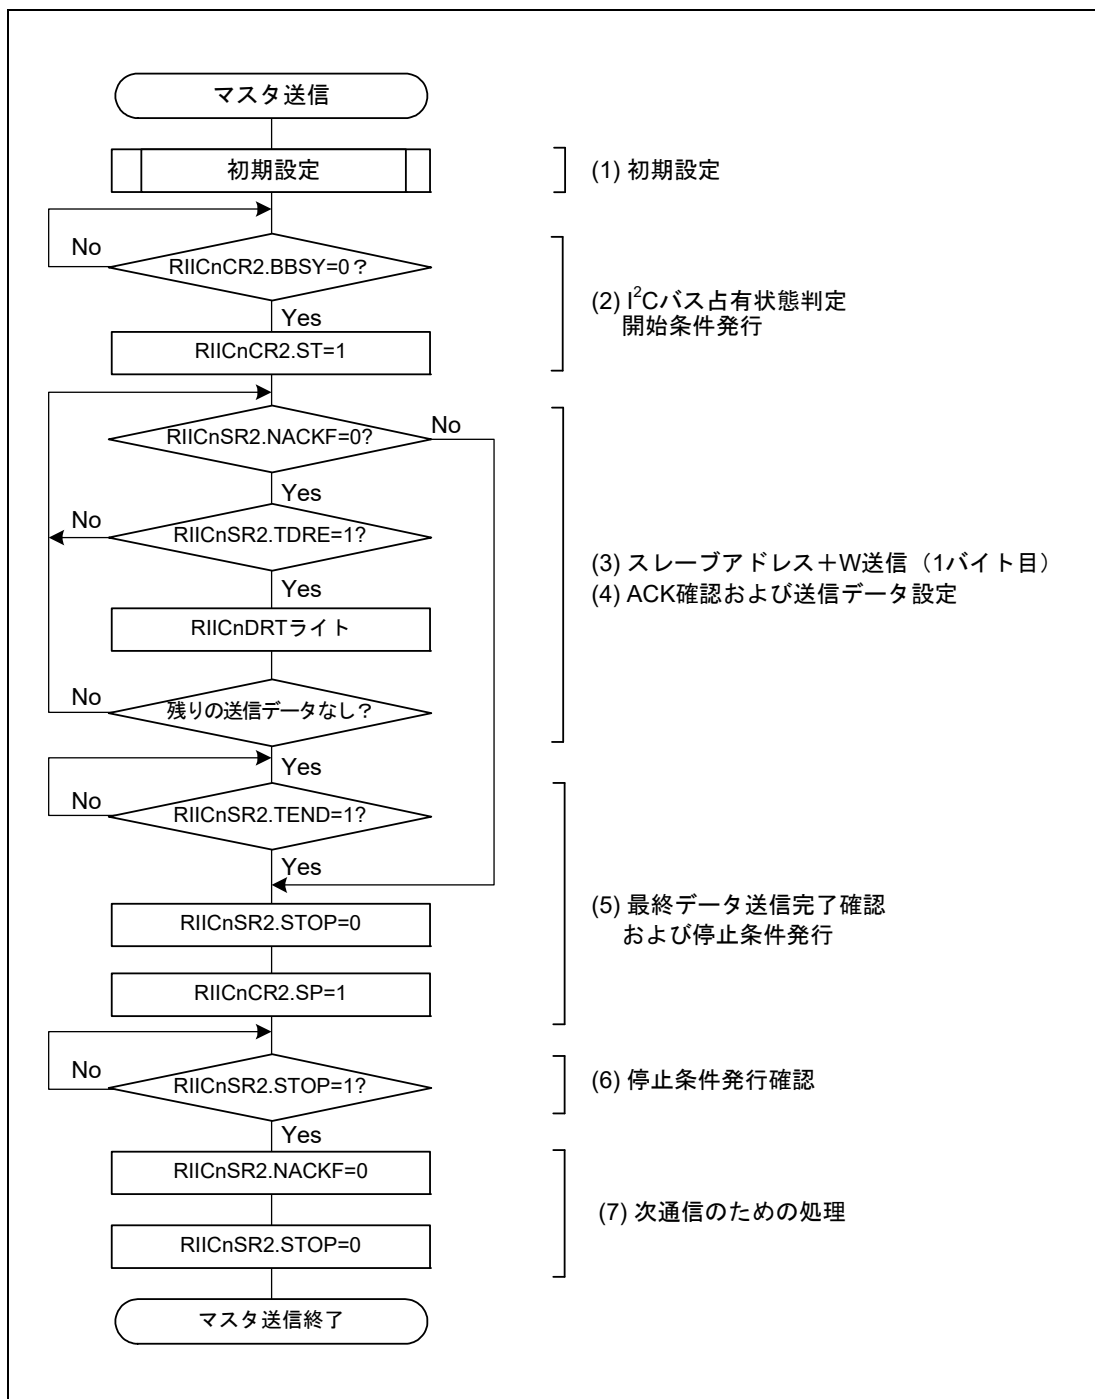 マスタ送信
初期設定
(1) 初期設定
No
RIICnCR2.BBSY=0？
Yes
(2) I²Cバス占有状態判定
開始条件発行
RIICnCR2.ST=1
RIICnSR2.NACKF=0?
No
Yes
No
RIICnSR2.TDRE=1?
Yes
(3) スレーブアドレス＋W送信（1バイト目）
(4) ACK確認および送信データ設定
RIICnDRTライト
No
残りの送信データなし？
Yes
No
RIICnSR2.TEND=1?
Yes
RIICnSR2.STOP=0
(5) 最終データ送信完了確認
および停止条件発行
RIICnCR2.SP=1
No
RIICnSR2.STOP=1?
(6) 停止条件発行確認
Yes
RIICnSR2.NACKF=0
(7) 次通信のための処理
RIICnSR2.STOP=0
マスタ送信終了